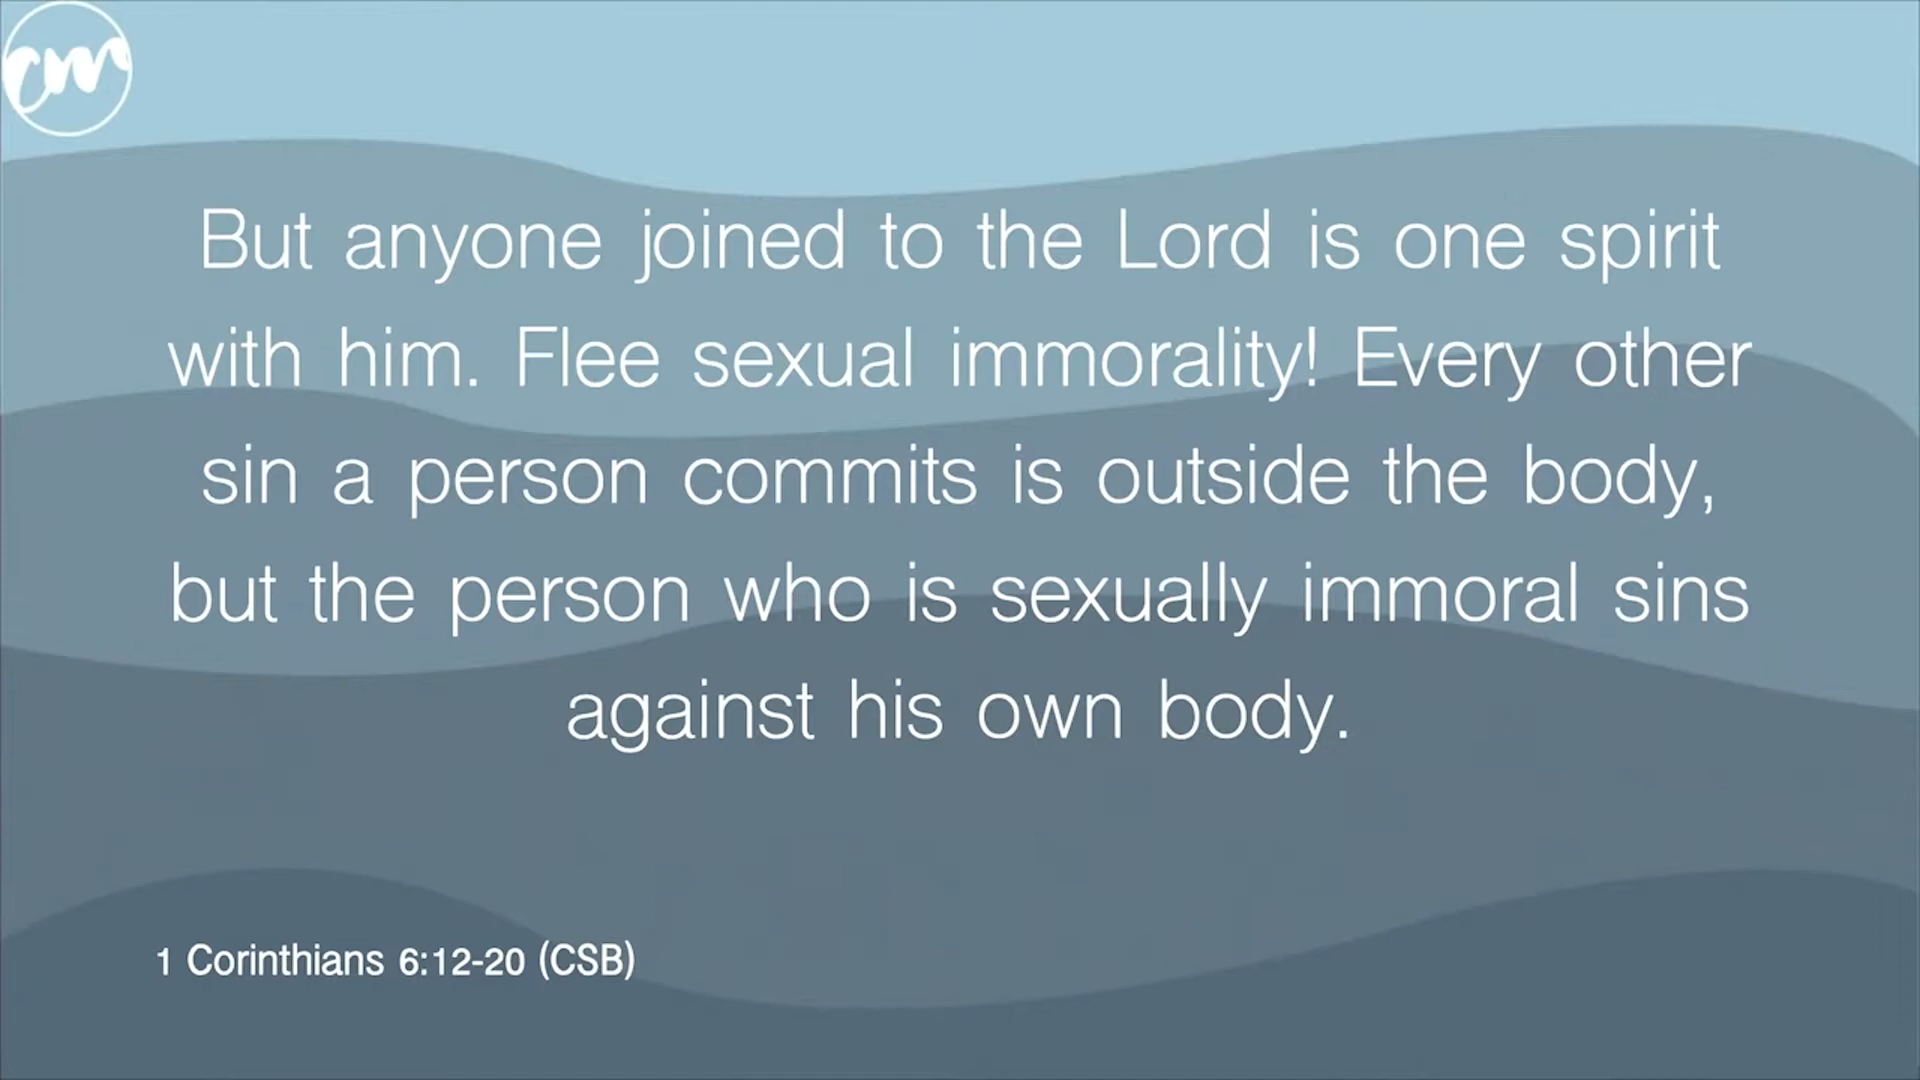 cm
But anyone joined to the Lord is one spirit
with him. Flee sexual immorality! Every other
sin a person commits is outside the body,
but the person who is sexually immoral sins
against his own body.
1 Corinthians 6:12-20 (CSB)